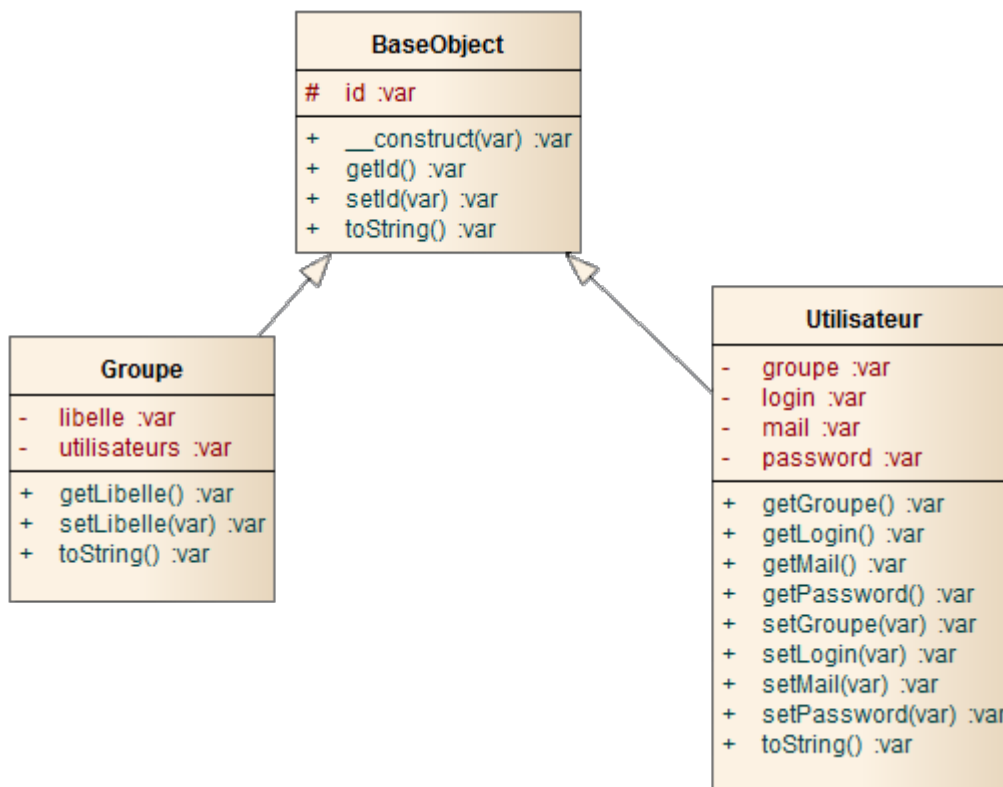 BaseObject
# id :var
+ __construct(var) :var
+ getId() :var
+ setId(var) :var
+ toString() :var
Groupe
- libelle :var
- utilisateurs :var
+ getLibelle() :var
+ setLibelle(var) :var
+ toString() :var
Utilisateur
- groupe :var
- login :var
- mail :var
- password :var
+ getGroupe() :var
+ getLogin() :var
+ getMail() :var
+ getPassword() :var
+ setGroupe(var) :var
+ setLogin(var) :var
+ setMail(var) :var
+ setPassword(var) :var
+ toString() :var